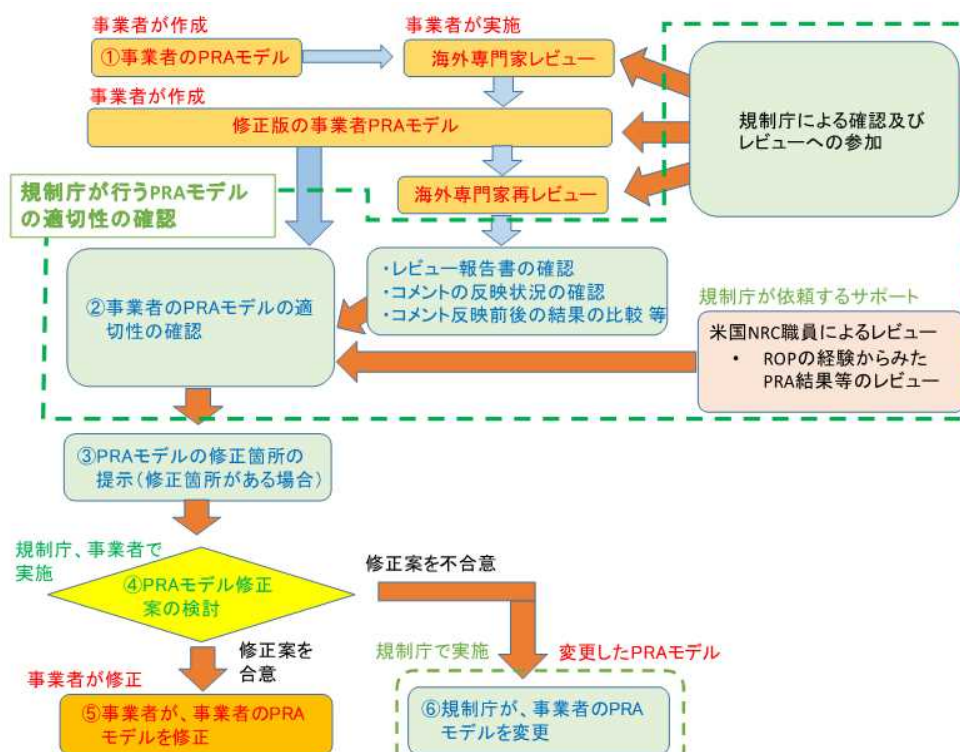 事業者が作成
事業者が実施
①事業者のPRAモデル
海外専門家レビュー
事業者が作成
修正版の事業者PRAモデル
規制庁による確認及び
レビューへの参加
海外専門家再レビュー
規制庁が行うPRAモデル
の適切性の確認
②事業者のPRAモデルの適
切性の確認
・レビュー報告書の確認
・コメントの反映状況の確認
・コメント反映前後の結果の比較 等
規制庁が依頼するサポート
米国NRC職員によるレビュー
・ ROPの経験からみた
PRA結果等のレビュー
③PRAモデルの修正箇所の
提示(修正箇所がある場合)
規制庁、事業者で
実施
④PRAモデル修正
案の検討
修正案を不合意
修正案を
合意
規制庁で実施
変更したPRAモデル
事業者が修正
⑤事業者が、事業者のPRA
モデルを修正
⑥規制庁が、事業者のPRA
モデルを変更